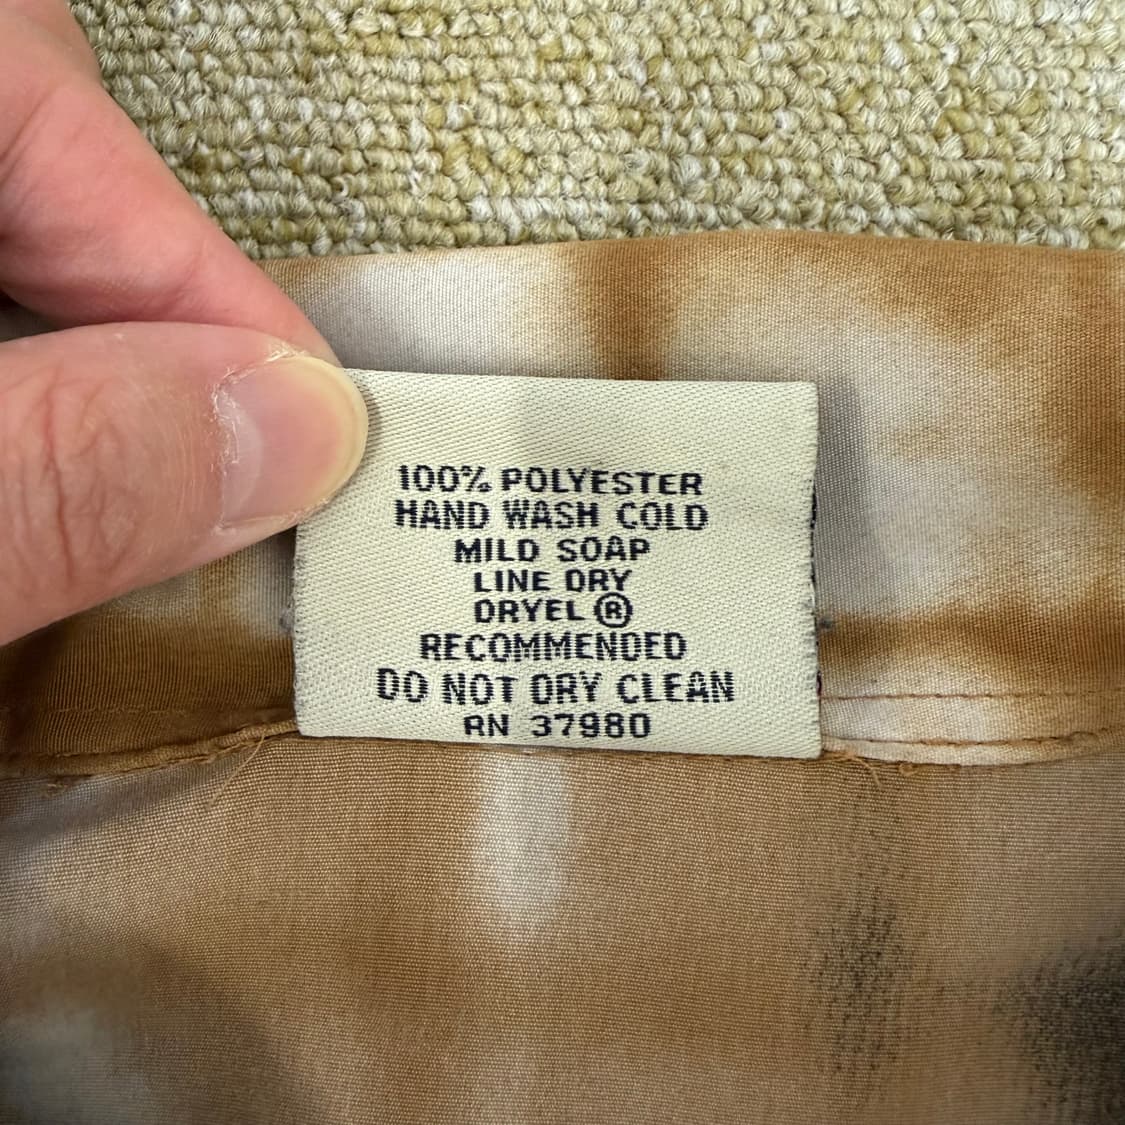 100% POLYESTER
HAND WASH COLD
MILD SOAP
LINE DRY
DRYEL ®
RECOMMENDED
DO NOT DRY CLEAN
RN 37980